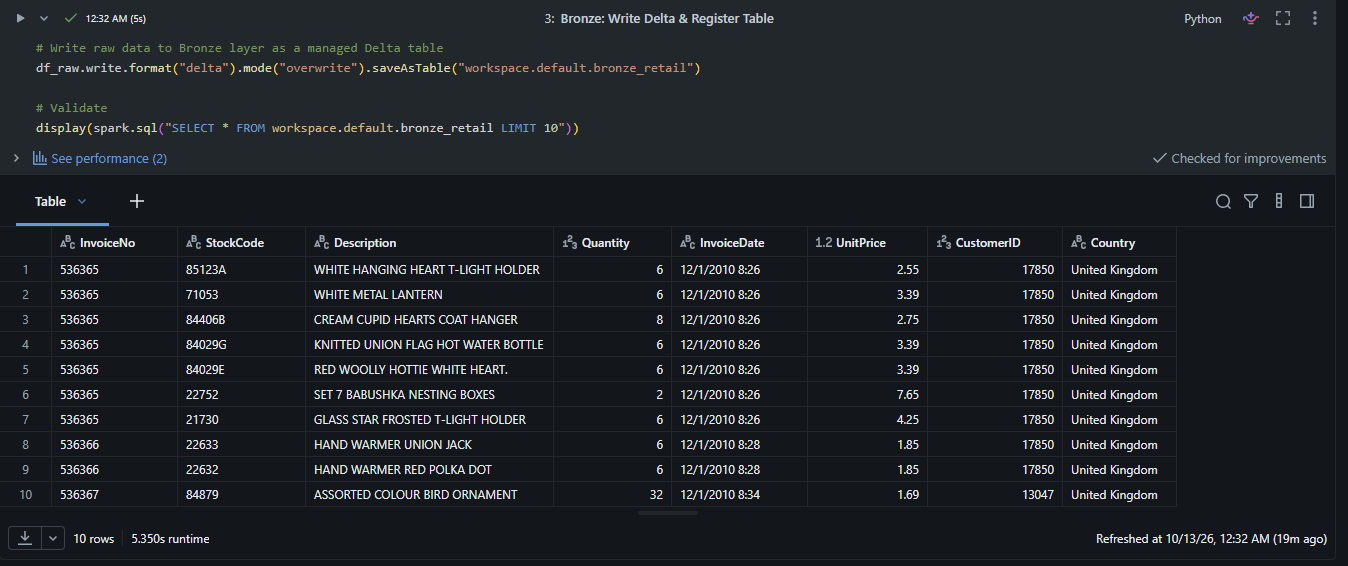 12:32 AM (5s)
3: Bronze: Write Delta & Register Table
Python
# Write raw data to Bronze layer as a managed Delta table
df_raw.write.format("delta").mode("overwrite").saveAsTable("workspace.default.bronze_retail")
# Validate
display(spark.sql("SELECT * FROM workspace.default.bronze_retail LIMIT 10"))
See performance (2)
Checked for improvements
Table
InvoiceNo StockCode Description Quantity InvoiceDate UnitPrice CustomerID Country
1 536365 85123A WHITE HANGING HEART T-LIGHT HOLDER 6 12/1/2010 8:26 2.55 17850 United Kingdom
2 536365 71053 WHITE METAL LANTERN 6 12/1/2010 8:26 3.39 17850 United Kingdom
3 536365 84406B CREAM CUPID HEARTS COAT HANGER 8 12/1/2010 8:26 2.75 17850 United Kingdom
4 536365 84029G KNITTED UNION FLAG HOT WATER BOTTLE 6 12/1/2010 8:26 3.39 17850 United Kingdom
5 536365 84029E RED WOOLLY HOTTIE WHITE HEART. 6 12/1/2010 8:26 3.39 17850 United Kingdom
6 536365 22752 SET 7 BABUSHKA NESTING BOXES 2 12/1/2010 8:26 7.65 17850 United Kingdom
7 536365 21730 GLASS STAR FROSTED T-LIGHT HOLDER 6 12/1/2010 8:26 4.25 17850 United Kingdom
8 536366 22633 HAND WARMER UNION JACK 6 12/1/2010 8:28 1.85 17850 United Kingdom
9 536366 22632 HAND WARMER RED POLKA DOT 6 12/1/2010 8:28 1.85 17850 United Kingdom
10 536367 84879 ASSORTED COLOUR BIRD ORNAMENT 32 12/1/2010 8:34 1.69 13047 United Kingdom
10 rows 5.350s runtime
Refreshed at 10/13/26, 12:32 AM (19m ago)